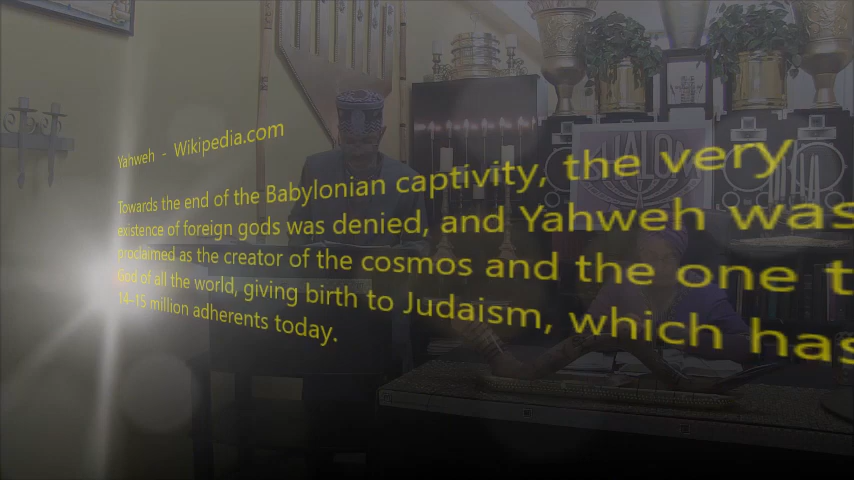 Yahweh - Wikipedia.com
Towards the end of the Babylonian captivity, the very
existence of foreign gods was denied, and Yahweh was
proclaimed as the creator of the cosmos and the one t
God of all the world, giving birth to Judaism, which has
14–15 million adherents today.